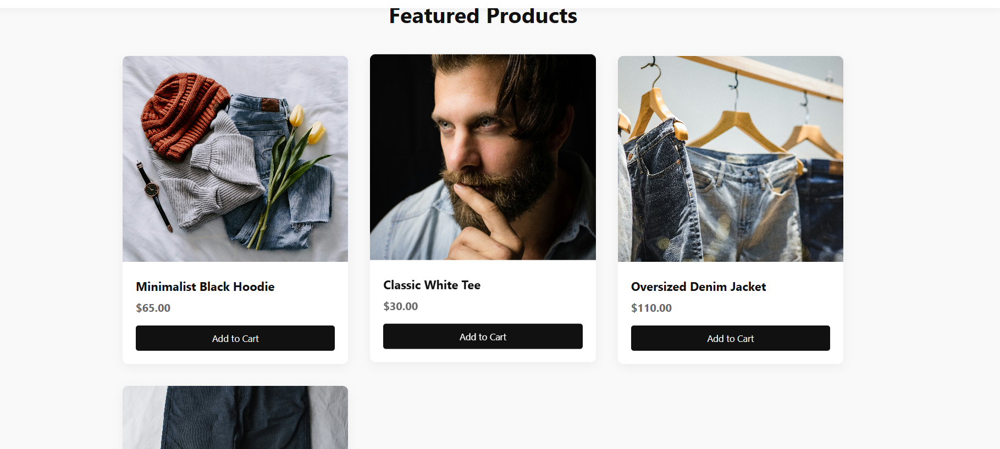 Featured Products
Minimalist Black Hoodie
$65.00
Add to Cart
Classic White Tee
$30.00
Add to Cart
Oversized Denim Jacket
$110.00
Add to Cart